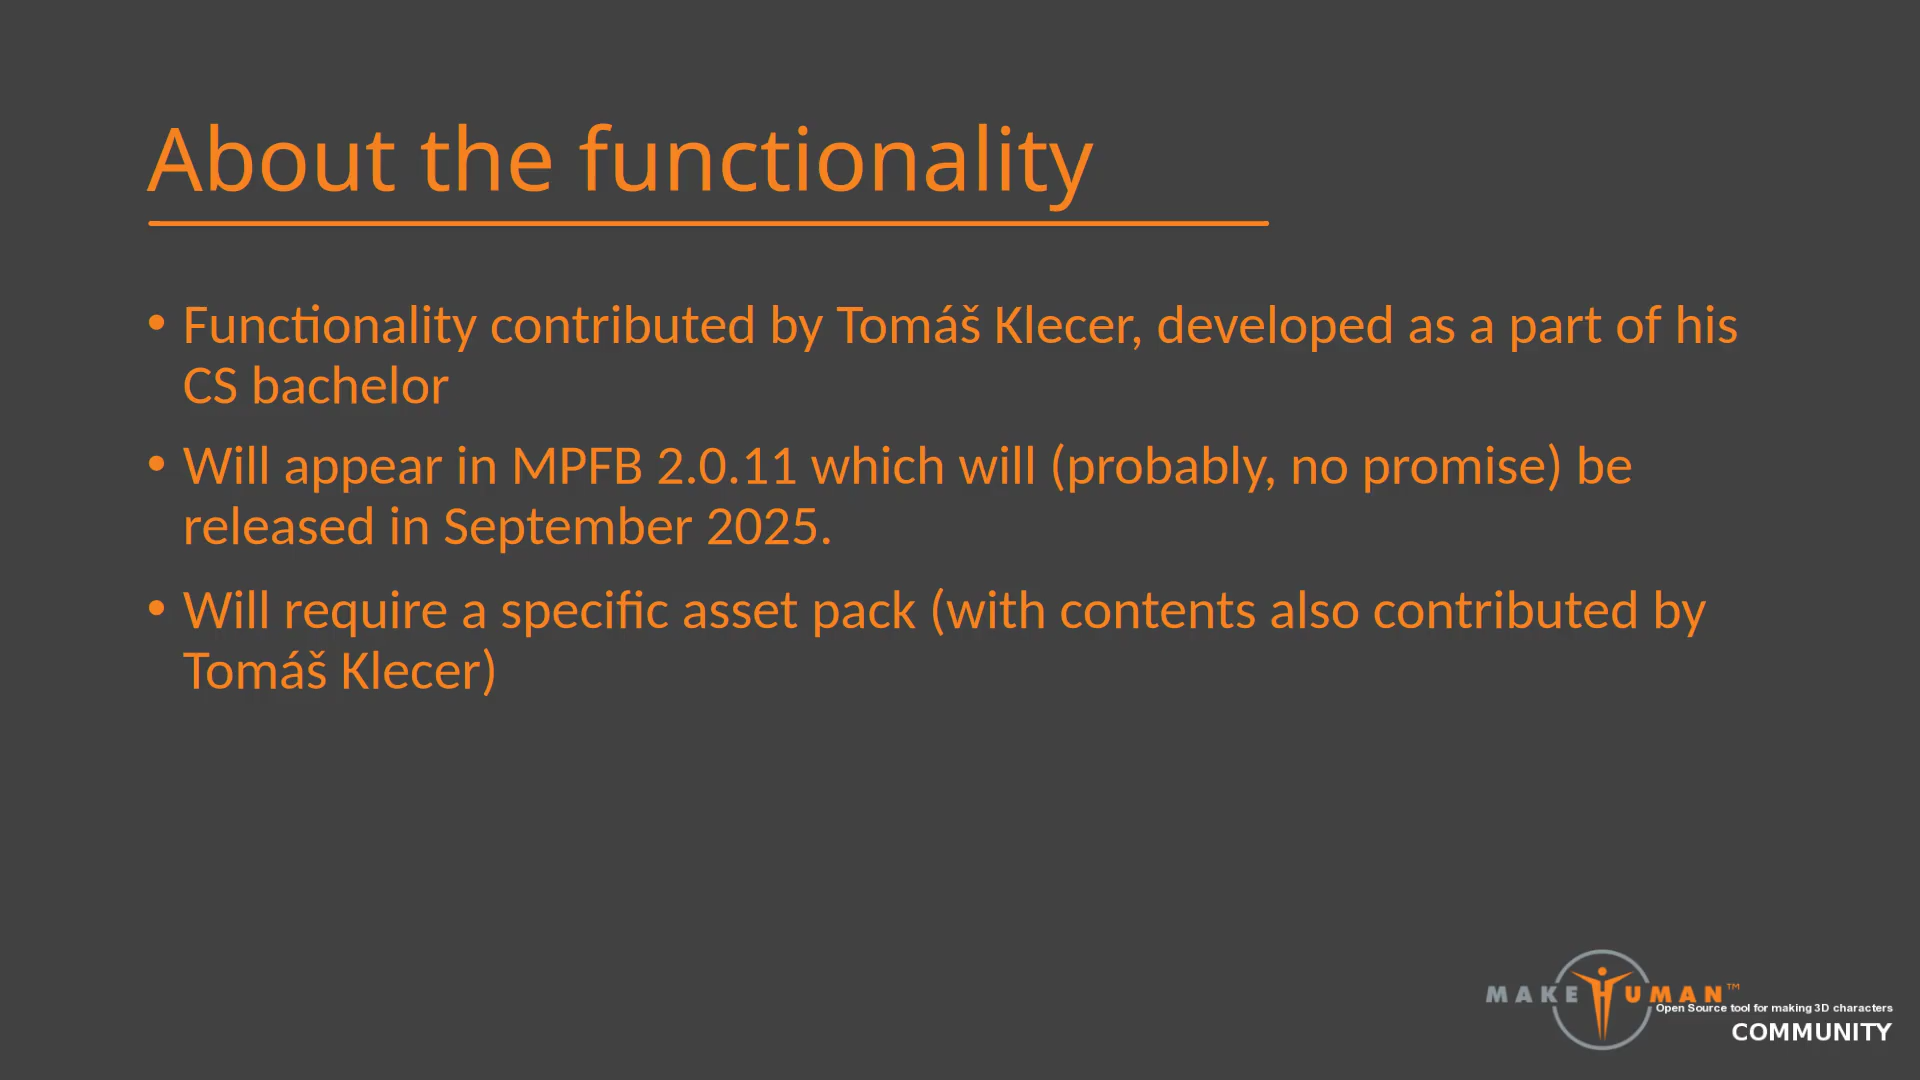 About the functionality
• Functionality contributed by Tomáš Klecer, developed as a part of his
CS bachelor
• Will appear in MPFB 2.0.11 which will (probably, no promise) be
released in September 2025.
• Will require a specific asset pack (with contents also contributed by
Tomáš Klecer)
MAKEHUMAN™
Open Source tool for making 3D characters
COMMUNITY